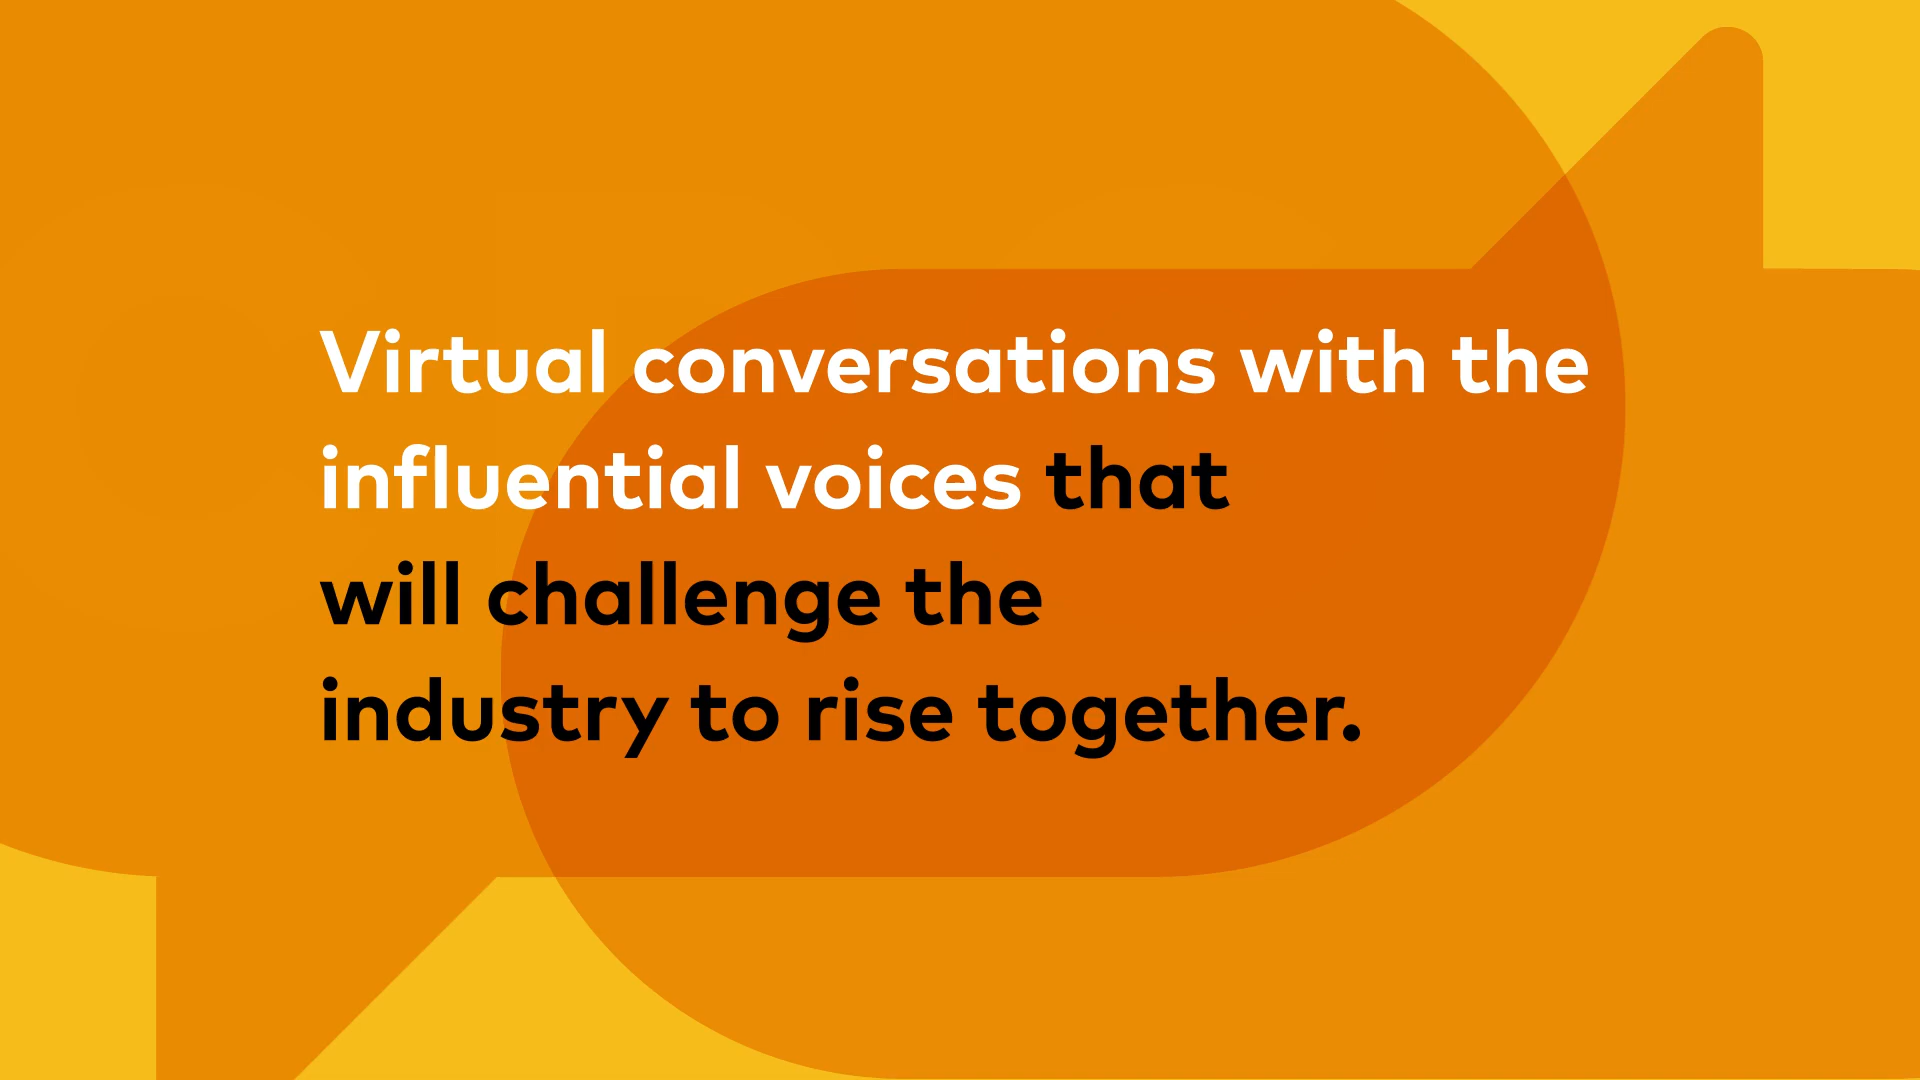 Virtual conversations with the
influential voices that
will challenge the
industry to rise together.